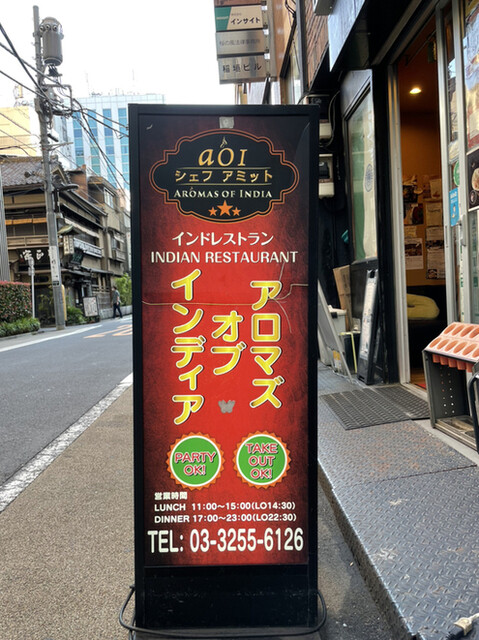 インサイト
稲垣ビル
aOI
シェフ アミット
AROMAS OF INDIA
インドレストラン
INDIAN RESTAURANT
アロマズ
オブ
インディア
PARTY
OK!
TAKE
OUT
OK!
営業時間
LUNCH 11:00〜15:00(LO14:30)
DINNER 17:00〜23:00(LO22:30)
TEL: 03-3255-6126